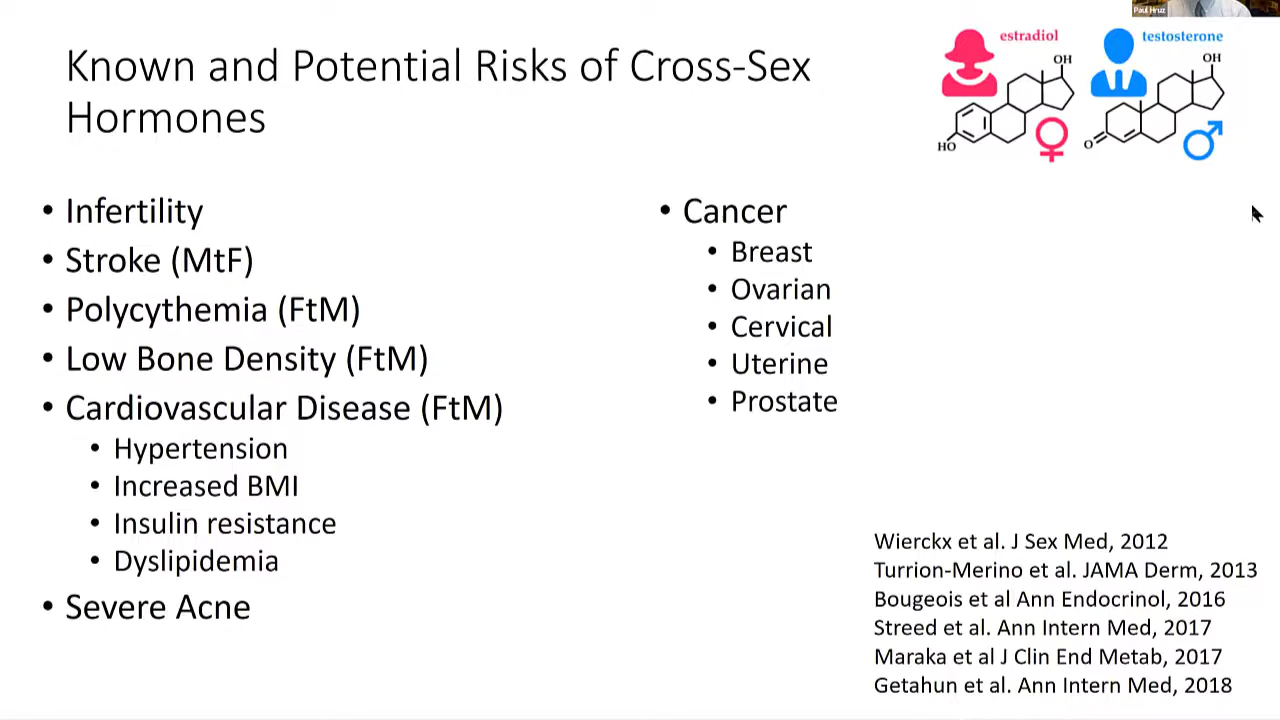 Paul Hruz
Known and Potential Risks of Cross-Sex
Hormones
estradiol
OH
HO
testosterone
OH
O
• Infertility
• Stroke (MtF)
• Polycythemia (FtM)
• Low Bone Density (FtM)
• Cardiovascular Disease (FtM)
• Hypertension
• Increased BMI
• Insulin resistance
• Dyslipidemia
• Severe Acne
• Cancer
• Breast
• Ovarian
• Cervical
• Uterine
• Prostate
Wierckx et al. J Sex Med, 2012
Turrion-Merino et al. JAMA Derm, 2013
Bougeois et al Ann Endocrinol, 2016
Streed et al. Ann Intern Med, 2017
Maraka et al J Clin End Metab, 2017
Getahun et al. Ann Intern Med, 2018